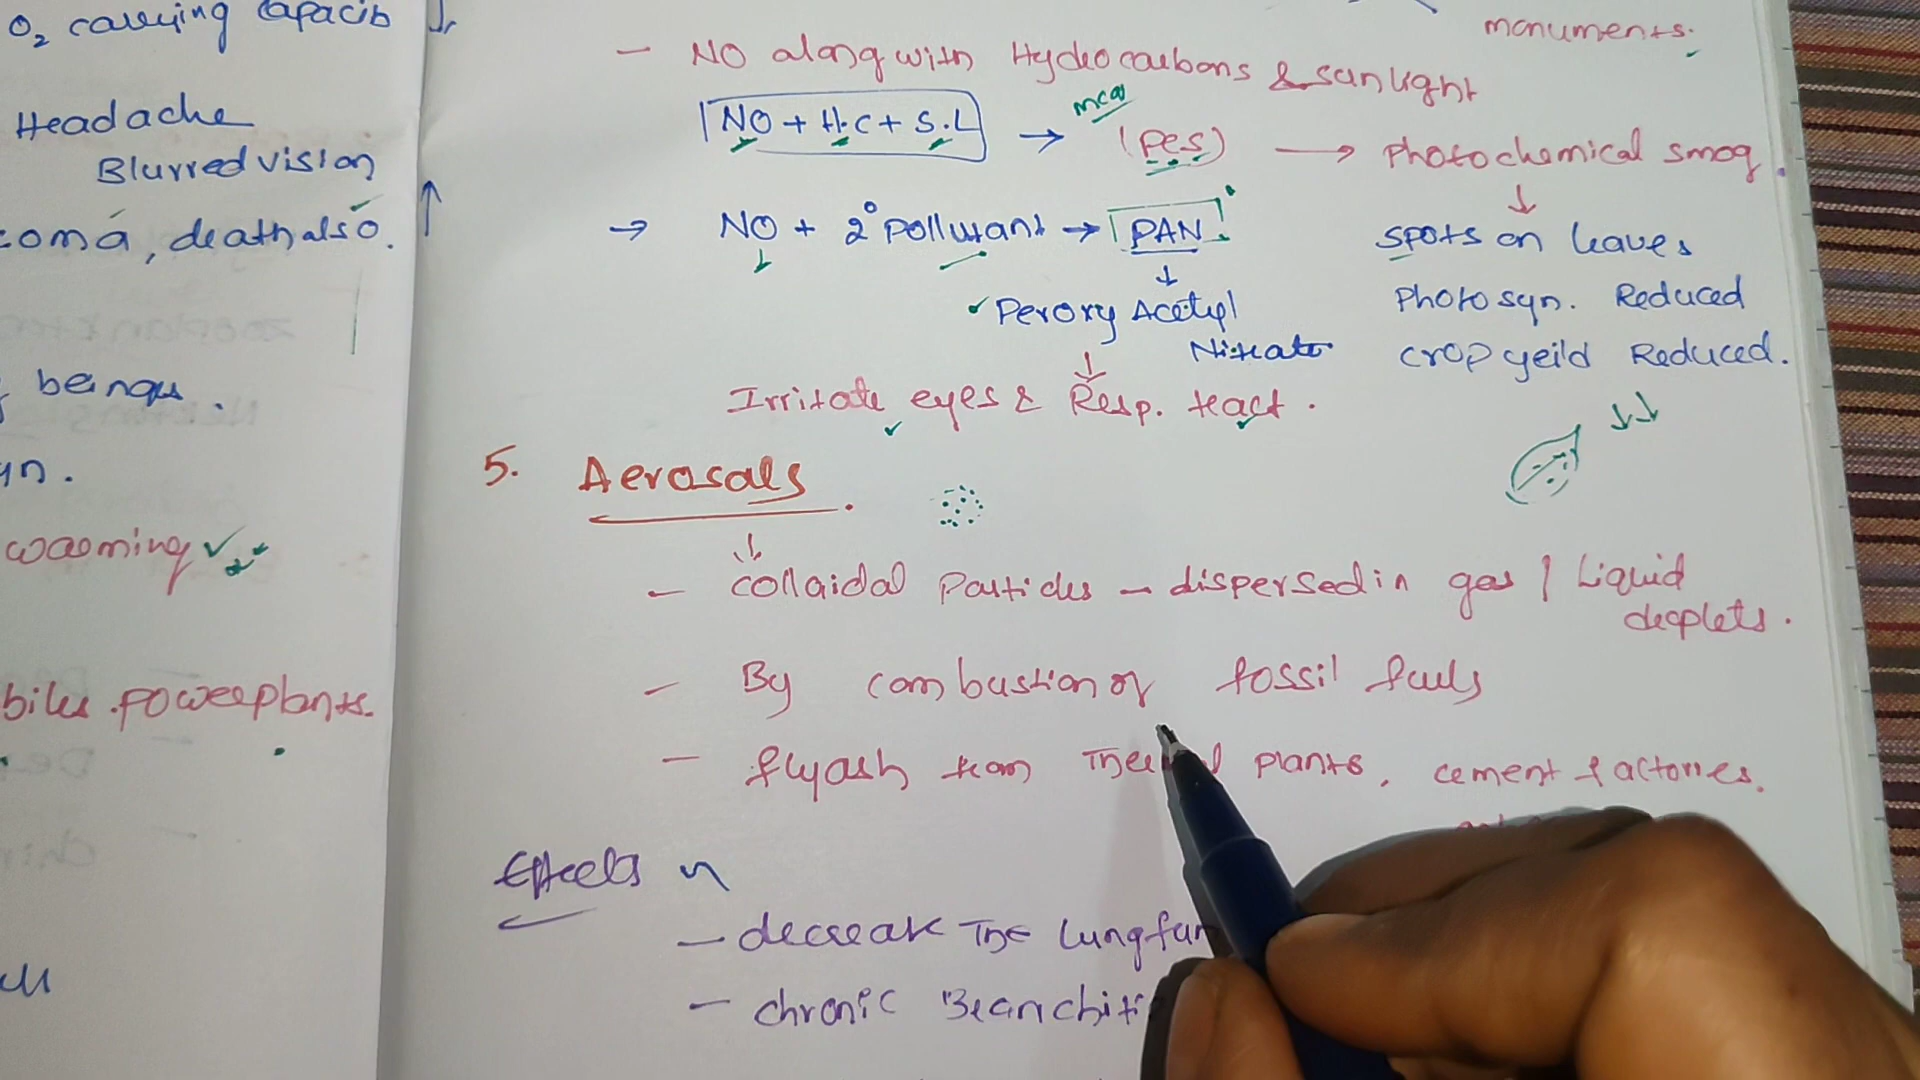 O2 carrying capacity ↓
Headache
Blurred vision
coma, death also.
beings.
warming
biles. powerplants.
monuments.
- NO along with Hydrocarbons & sunlight
NO + H.C + S.L → (Pes) → Photochemical smog.
→ NO + 2° Pollutant → PAN
↓
Peroxy Acetyl
Nitrate
Irritate eyes & Resp. tract.
↓
spots on leaves
Photosyn. Reduced
crop yeild Reduced.
5. Aerosals
- collaidal Particles - dispersed in gas / Liquid
droplets.
- By combustion of fossil fuels
- flyash from Thermal plants, cement factories.
Effects
- decrease The lung fun
- chronic Bronchitis